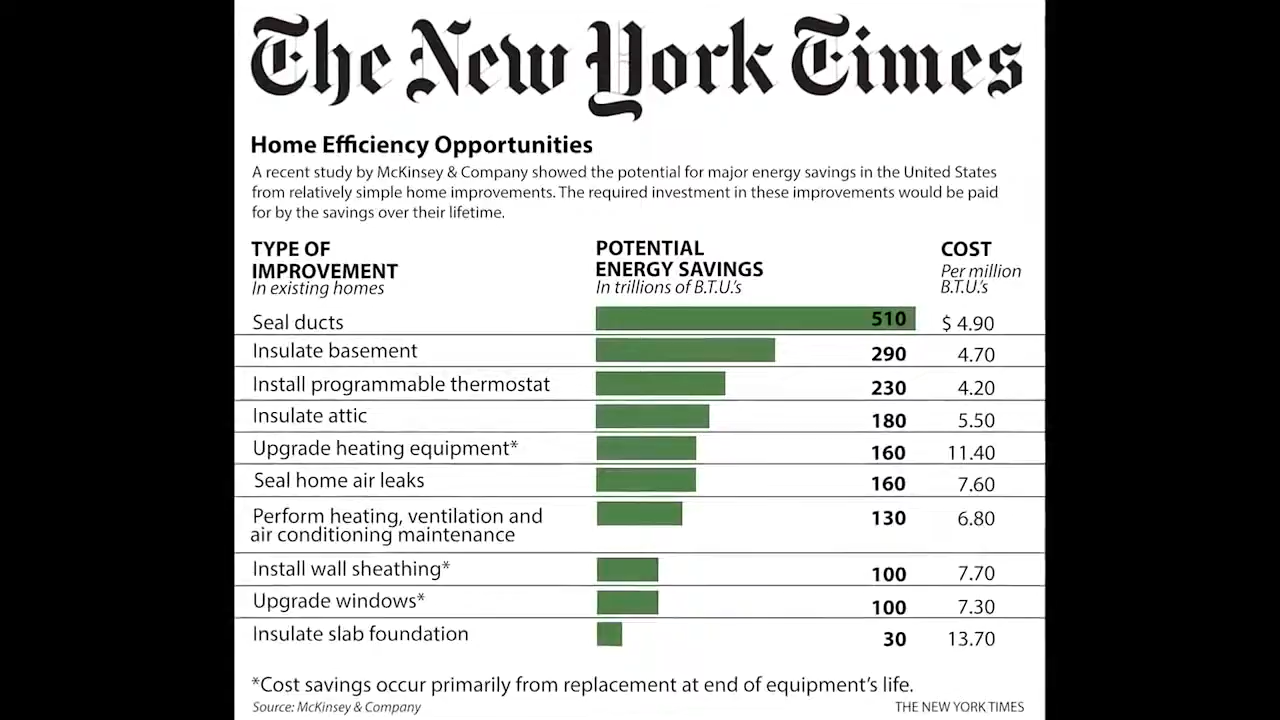 The New York Times
Home Efficiency Opportunities
A recent study by McKinsey & Company showed the potential for major energy savings in the United States
from relatively simple home improvements. The required investment in these improvements would be paid
for by the savings over their lifetime.
TYPE OF IMPROVEMENT
In existing homes
POTENTIAL ENERGY SAVINGS
In trillions of B.T.U.'s
COST
Per million B.T.U.'s
Seal ducts 510 $ 4.90
Insulate basement 290 4.70
Install programmable thermostat 230 4.20
Insulate attic 180 5.50
Upgrade heating equipment* 160 11.40
Seal home air leaks 160 7.60
Perform heating, ventilation and
air conditioning maintenance 130 6.80
Install wall sheathing* 100 7.70
Upgrade windows* 100 7.30
Insulate slab foundation 30 13.70
*Cost savings occur primarily from replacement at end of equipment's life.
Source: McKinsey & Company THE NEW YORK TIMES